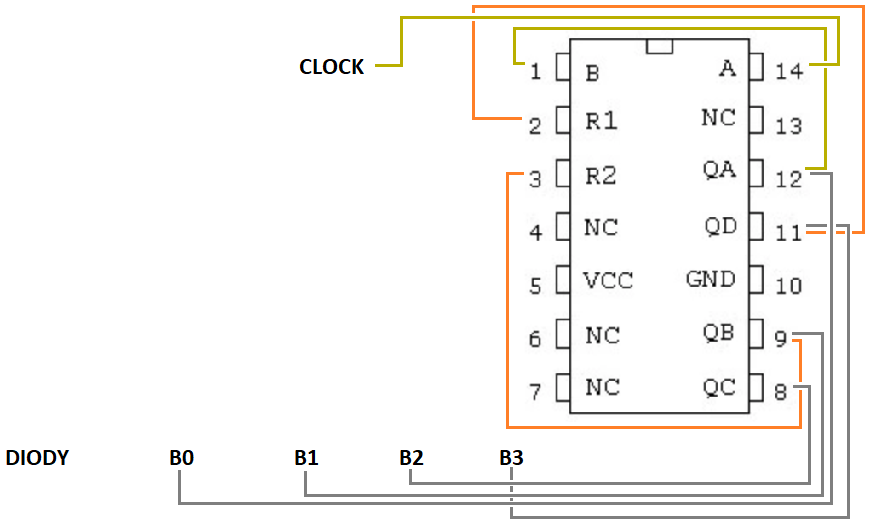 CLOCK
1 B A 14
2 R1 NC 13
3 R2 QA 12
4 NC QD 11
5 VCC GND 10
6 NC QB 9
7 NC QC 8
DIODY B0 B1 B2 B3